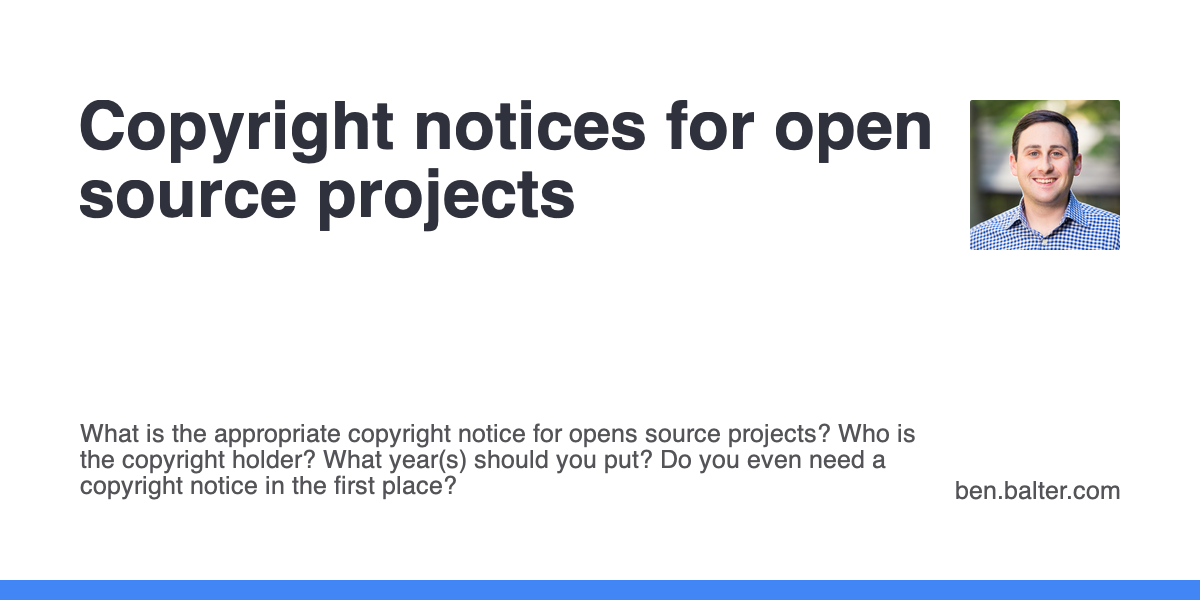 Copyright notices for open
source projects
What is the appropriate copyright notice for opens source projects? Who is
the copyright holder? What year(s) should you put? Do you even need a
copyright notice in the first place?
ben.balter.com